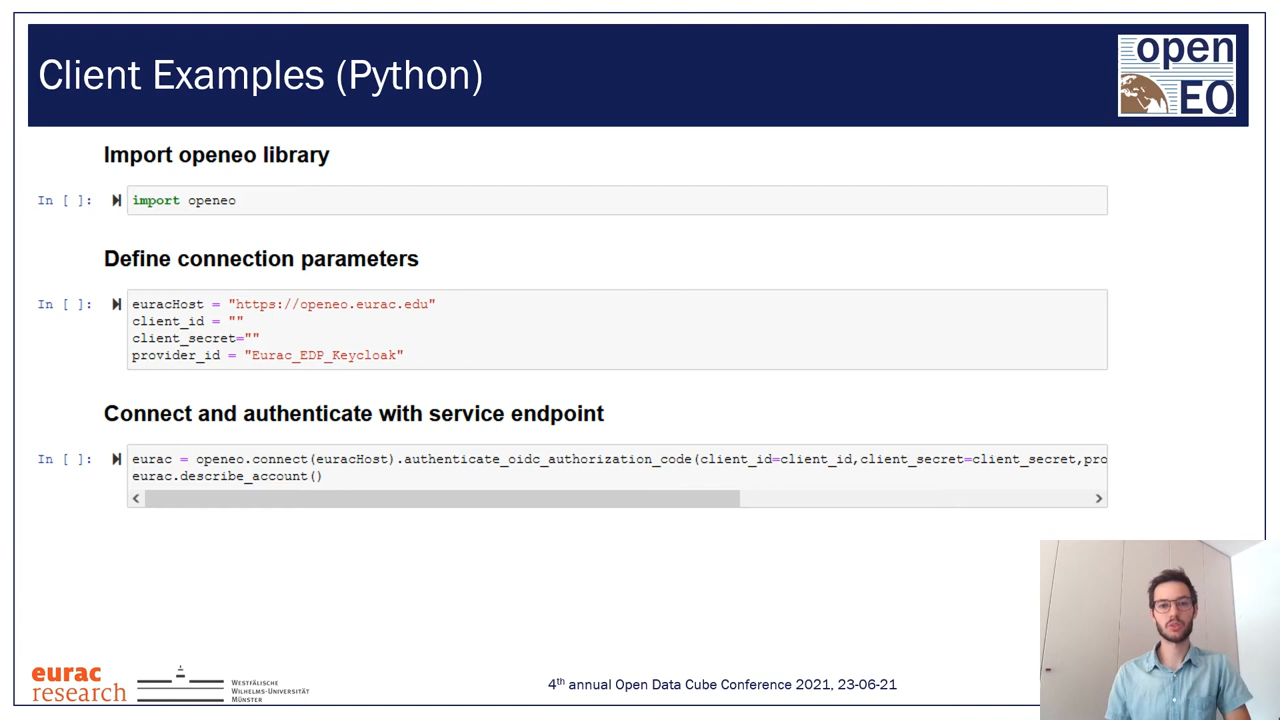 Client Examples (Python)
open
EO
Import openeo library
In [ ]: import openeo
Define connection parameters
In [ ]: euracHost = "https://openeo.eurac.edu"
client_id = ""
client_secret=""
provider_id = "Eurac_EDP_Keycloak"
Connect and authenticate with service endpoint
In [ ]: eurac = openeo.connect(euracHost).authenticate_oidc_authorization_code(client_id=client_id,client_secret=client_secret,pro
eurac.describe_account()
eurac
research
WESTFÄLISCHE
WILHELMS-UNIVERSITÄT
MÜNSTER
4th annual Open Data Cube Conference 2021, 23-06-21